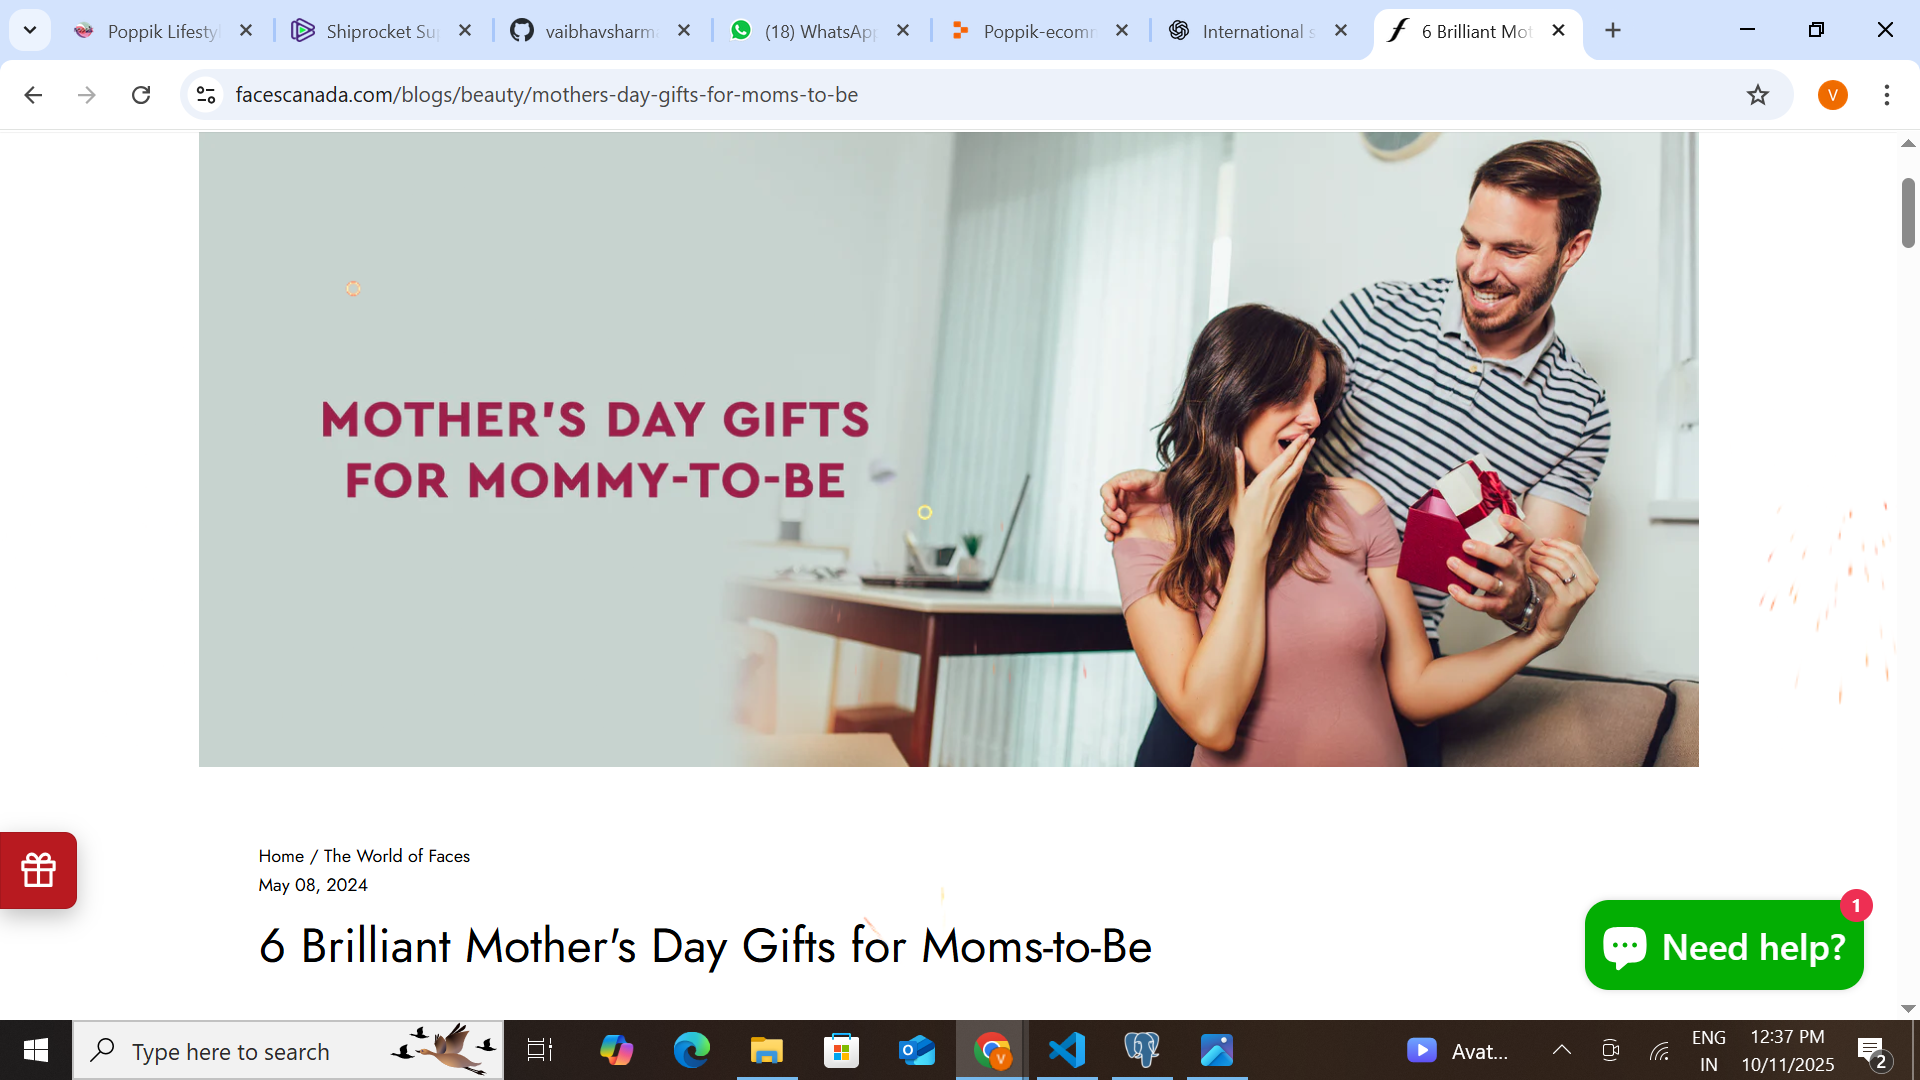 Poppik Lifesty
Shiprocket Su
vaibhavsharma
(18) WhatsApp
Poppik-ecomm
International s
6 Brilliant Mot
facescanada.com/blogs/beauty/mothers-day-gifts-for-moms-to-be
V
MOTHER'S DAY GIFTS
FOR MOMMY-TO-BE
Home / The World of Faces
May 08, 2024
6 Brilliant Mother's Day Gifts for Moms-to-Be
1
Need help?
Type here to search
V
Avat...
ENG
IN
12:37 PM
10/11/2025
2